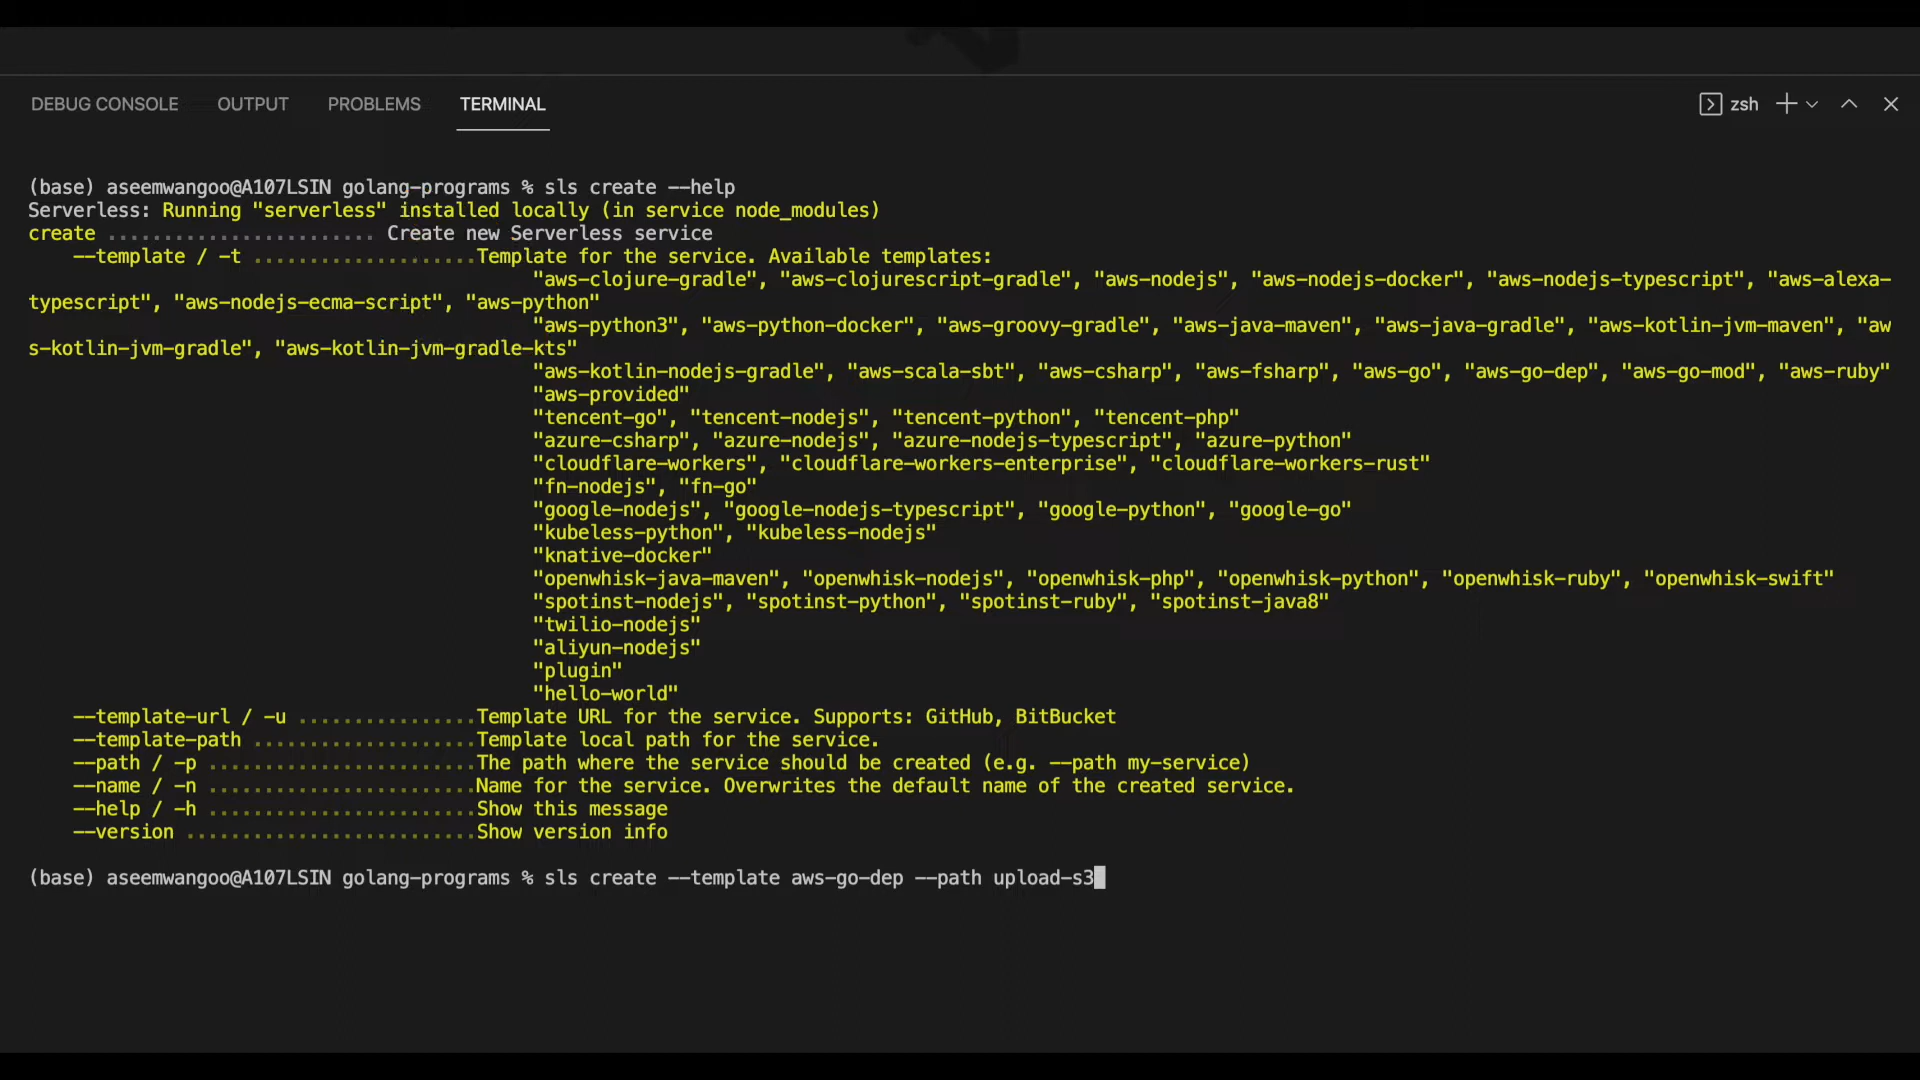 DEBUG CONSOLE OUTPUT PROBLEMS TERMINAL zsh
(base) aseemwangoo@A107LSIN golang-programs % sls create --help
Serverless: Running "serverless" installed locally (in service node_modules)
create ........................ Create new Serverless service
--template / -t ....................Template for the service. Available templates:
"aws-clojure-gradle", "aws-clojurescript-gradle", "aws-nodejs", "aws-nodejs-docker", "aws-nodejs-typescript", "aws-alexa-
typescript", "aws-nodejs-ecma-script", "aws-python"
"aws-python3", "aws-python-docker", "aws-groovy-gradle", "aws-java-maven", "aws-java-gradle", "aws-kotlin-jvm-maven", "aw
s-kotlin-jvm-gradle", "aws-kotlin-jvm-gradle-kts"
"aws-kotlin-nodejs-gradle", "aws-scala-sbt", "aws-csharp", "aws-fsharp", "aws-go", "aws-go-dep", "aws-go-mod", "aws-ruby"
"aws-provided"
"tencent-go", "tencent-nodejs", "tencent-python", "tencent-php"
"azure-csharp", "azure-nodejs", "azure-nodejs-typescript", "azure-python"
"cloudflare-workers", "cloudflare-workers-enterprise", "cloudflare-workers-rust"
"fn-nodejs", "fn-go"
"google-nodejs", "google-nodejs-typescript", "google-python", "google-go"
"kubeless-python", "kubeless-nodejs"
"knative-docker"
"openwhisk-java-maven", "openwhisk-nodejs", "openwhisk-php", "openwhisk-python", "openwhisk-ruby", "openwhisk-swift"
"spotinst-nodejs", "spotinst-python", "spotinst-ruby", "spotinst-java8"
"twilio-nodejs"
"aliyun-nodejs"
"plugin"
"hello-world"
--template-url / -u ................Template URL for the service. Supports: GitHub, BitBucket
--template-path ....................Template local path for the service.
--path / -p ........................The path where the service should be created (e.g. --path my-service)
--name / -n ........................Name for the service. Overwrites the default name of the created service.
--help / -h ........................Show this message
--version ..........................Show version info
(base) aseemwangoo@A107LSIN golang-programs % sls create --template aws-go-dep --path upload-s3